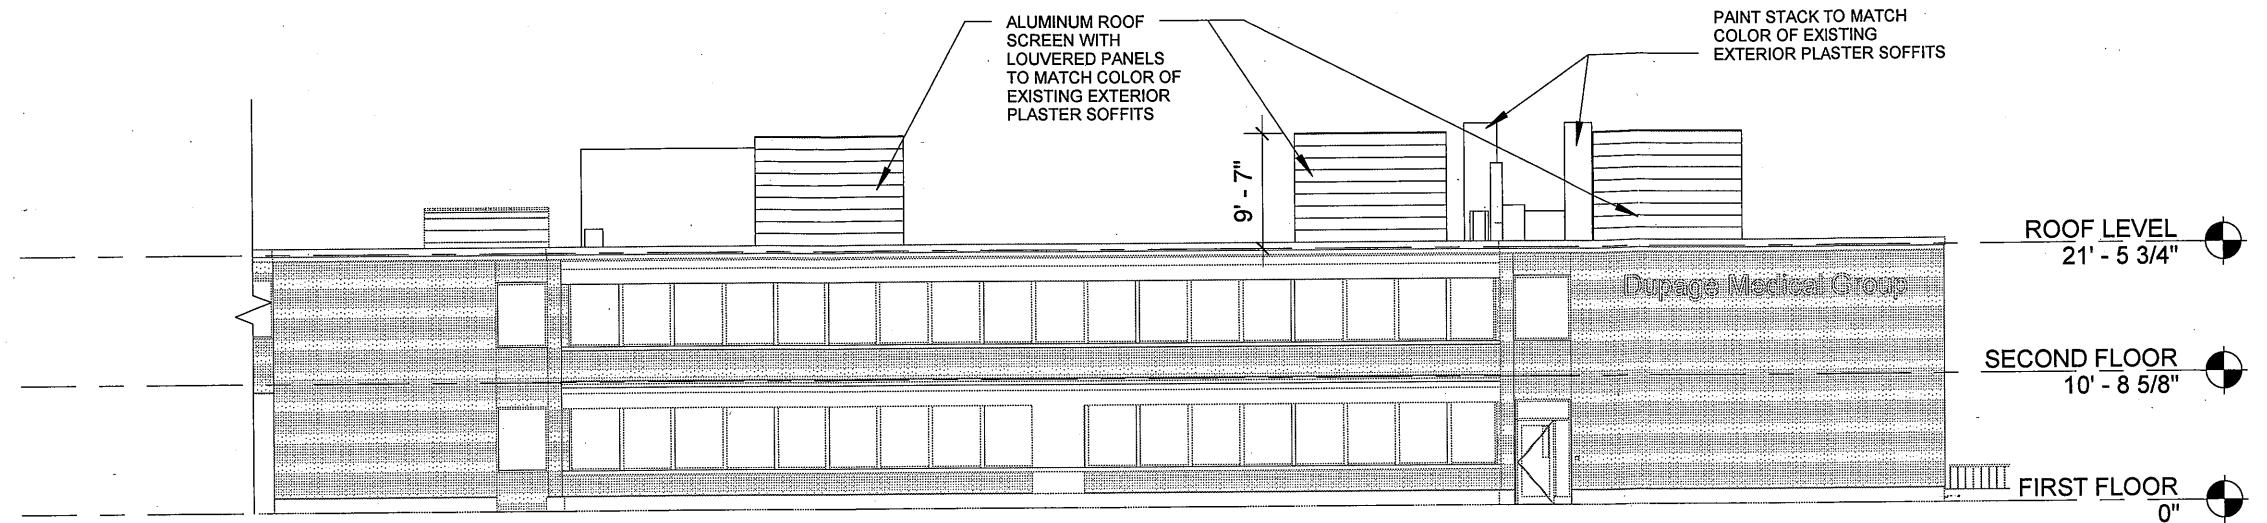 ALUMINUM ROOF
SCREEN WITH
LOUVERED PANELS
TO MATCH COLOR OF
EXISTING EXTERIOR
PLASTER SOFFITS
PAINT STACK TO MATCH
COLOR OF EXISTING
EXTERIOR PLASTER SOFFITS
9' - 7"
ROOF LEVEL
21' - 5 3/4"
Dupage Medical Group
SECOND FLOOR
10' - 8 5/8"
FIRST FLOOR
0"